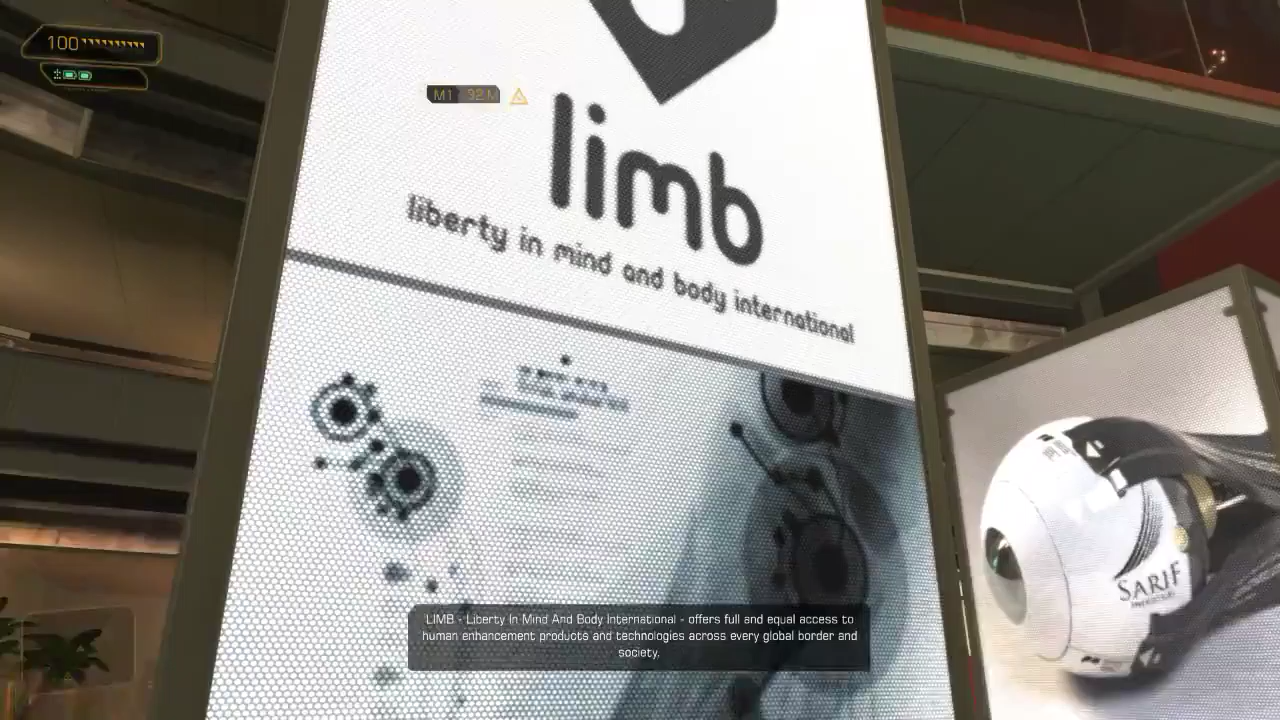 100
M1 32 M
limb
liberty in mind and body international
SARIF
LIMB - Liberty In Mind And Body International - offers full and equal access to
human enhancement products and technologies across every global border and
society.